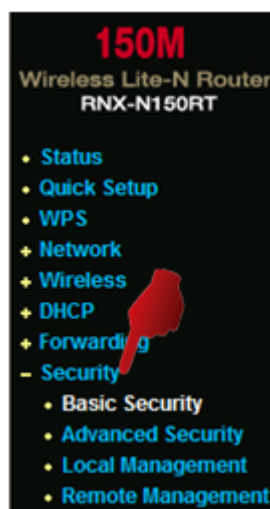 150M
Wireless Lite-N Router
RNX-N150RT
Status
Quick Setup
WPS
Network
Wireless
DHCP
Forwarding
Security
Basic Security
Advanced Security
Local Management
Remote Management